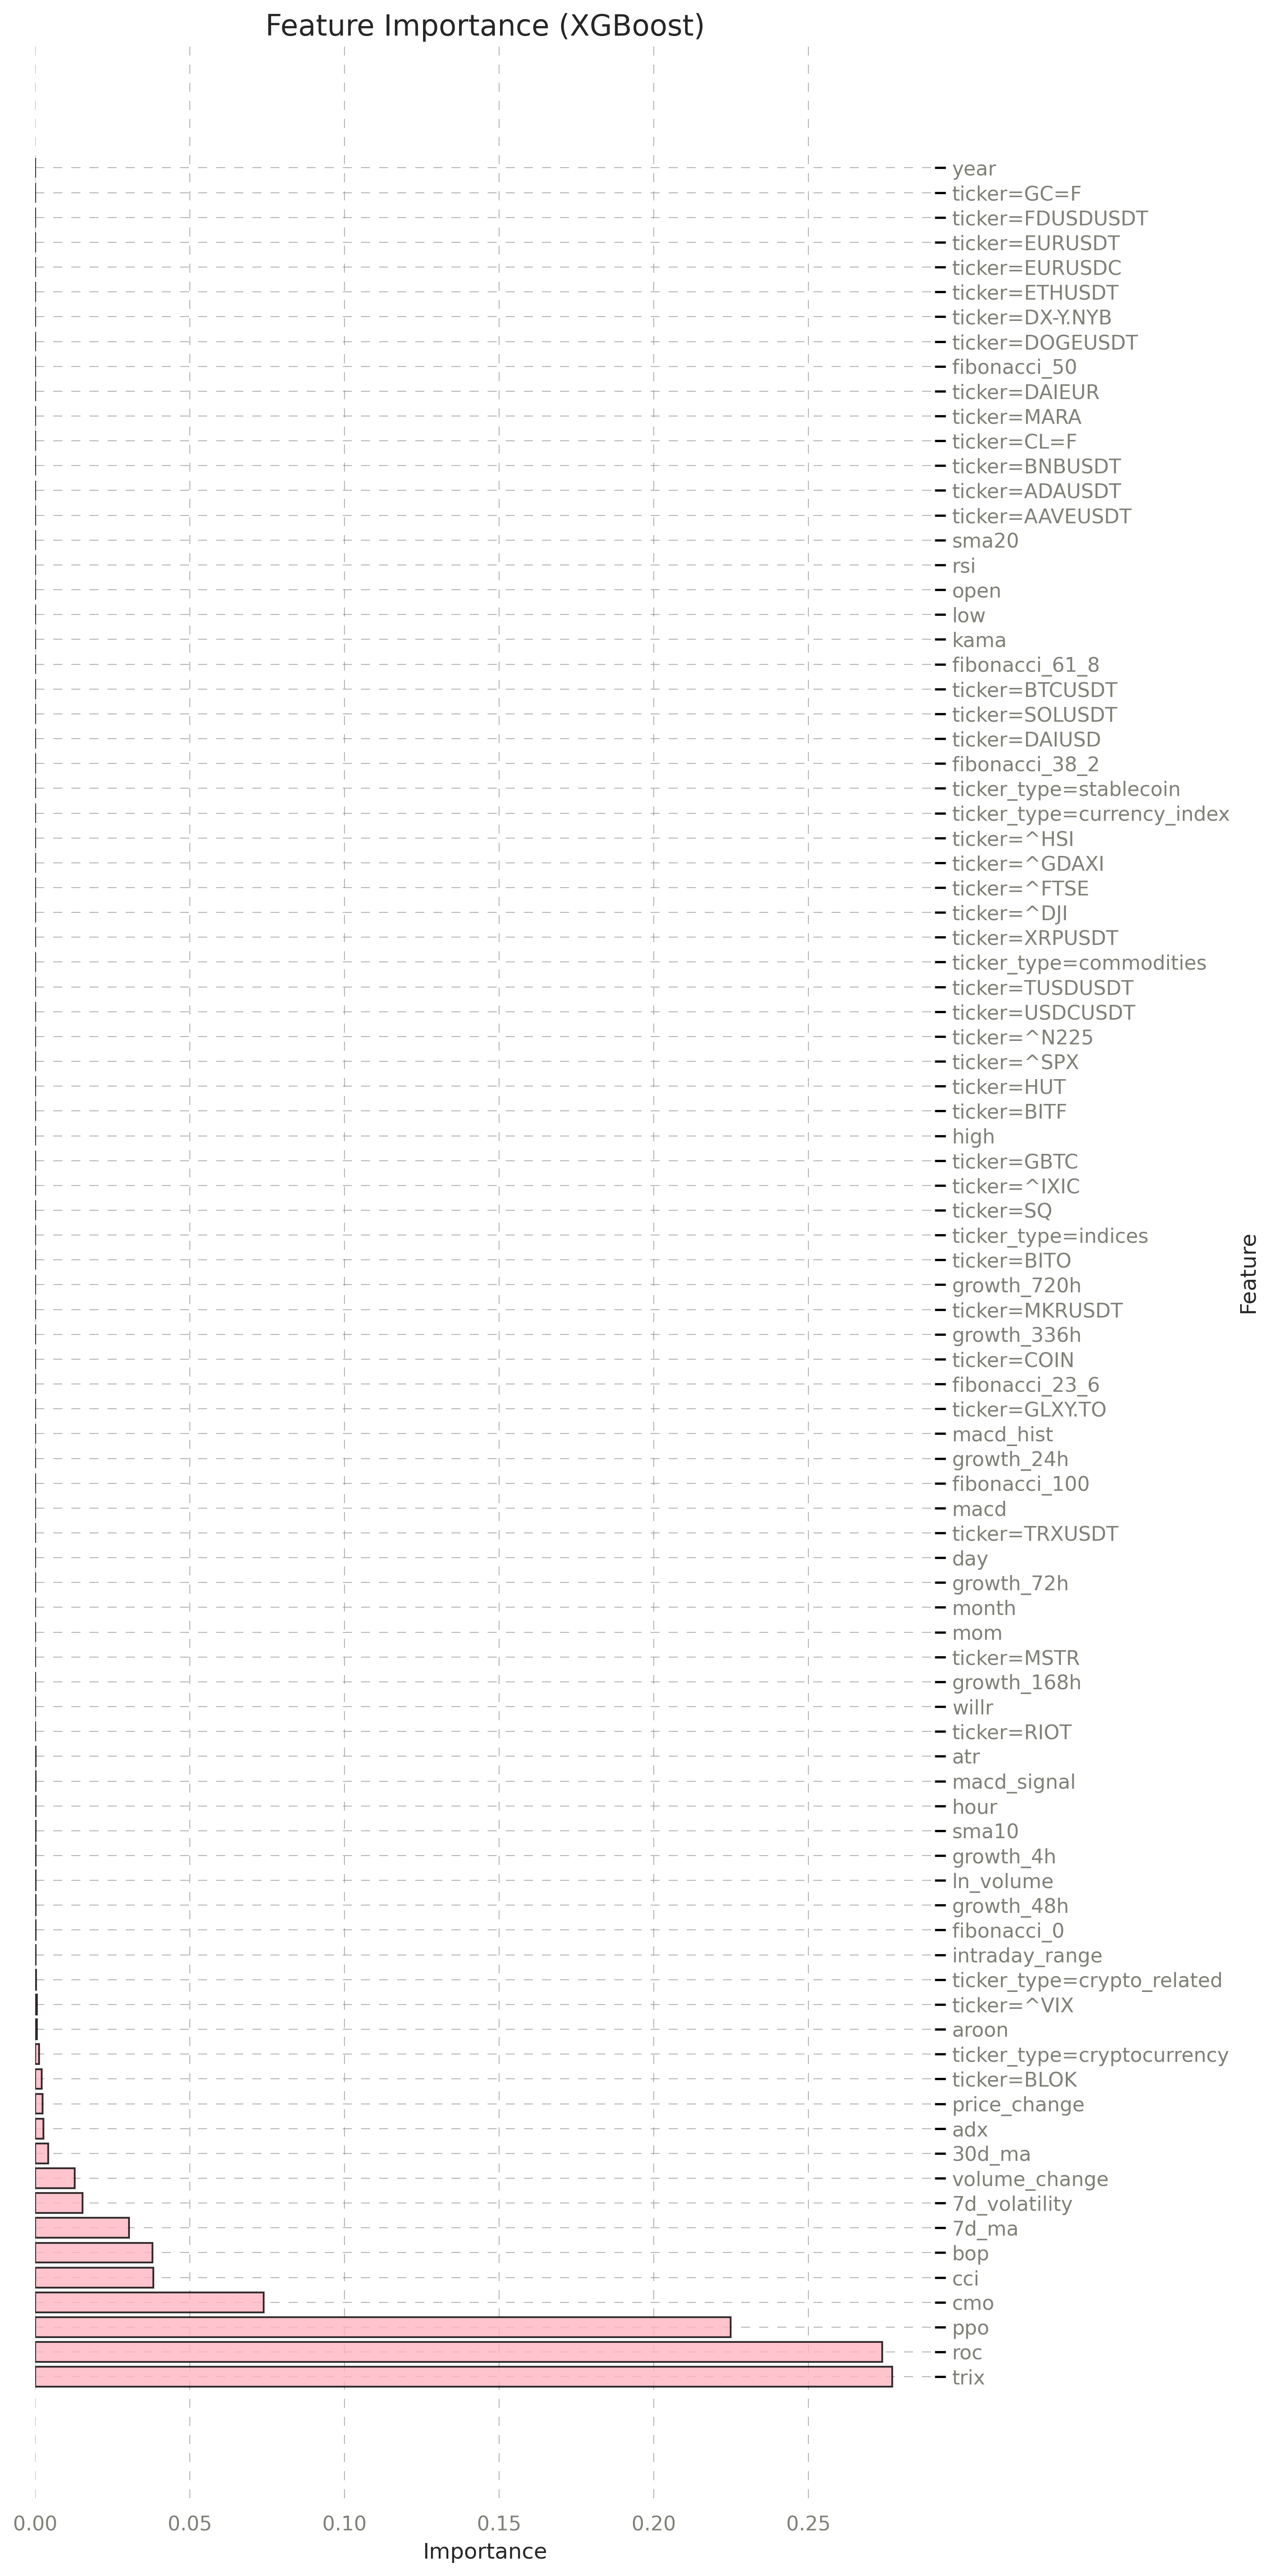 Feature Importance (XGBoost)
year
ticker=GC=F
ticker=FDUSDUSDT
ticker=EURUSDT
ticker=EURUSDC
ticker=ETHUSDT
ticker=DX-Y.NYB
ticker=DOGEUSDT
fibonacci_50
ticker=DAIEUR
ticker=MARA
ticker=CL=F
ticker=BNBUSDT
ticker=ADAUSDT
ticker=AAVEUSDT
sma20
rsi
open
low
kama
fibonacci_61_8
ticker=BTCUSDT
ticker=SOLUSDT
ticker=DAIUSD
fibonacci_38_2
ticker_type=stablecoin
ticker_type=currency_index
ticker=^HSI
ticker=^GDAXI
ticker=^FTSE
ticker=^DJI
ticker=XRPUSDT
ticker_type=commodities
ticker=TUSDUSDT
ticker=USDCUSDT
ticker=^N225
ticker=^SPX
ticker=HUT
ticker=BITF
high
ticker=GBTC
ticker=^IXIC
ticker=SQ
ticker_type=indices
ticker=BITO
growth_720h
ticker=MKRUSDT
growth_336h
ticker=COIN
fibonacci_23_6
ticker=GLXY.TO
macd_hist
growth_24h
fibonacci_100
macd
ticker=TRXUSDT
day
growth_72h
month
mom
ticker=MSTR
growth_168h
willr
ticker=RIOT
atr
macd_signal
hour
sma10
growth_4h
ln_volume
growth_48h
fibonacci_0
intraday_range
ticker_type=crypto_related
ticker=^VIX
aroon
ticker_type=cryptocurrency
ticker=BLOK
price_change
adx
30d_ma
volume_change
7d_volatility
7d_ma
bop
cci
cmo
ppo
roc
trix
Feature
0.00 0.05 0.10 0.15 0.20 0.25
Importance